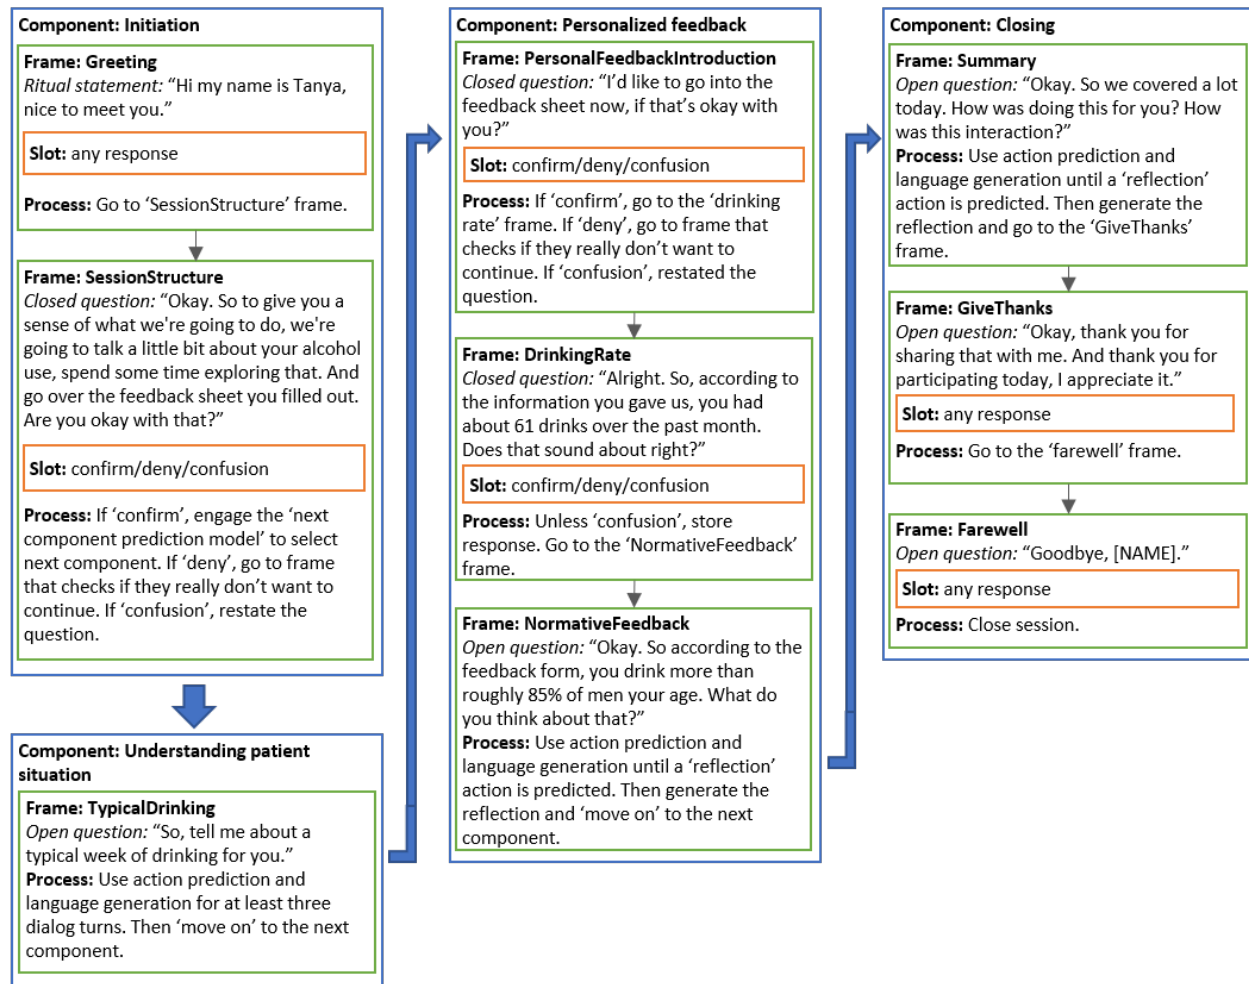 Component: Initiation
Frame: Greeting
Ritual statement: “Hi my name is Tanya,
nice to meet you.”
Slot: any response
Process: Go to ‘SessionStructure’ frame.
Frame: SessionStructure
Closed question: “Okay. So to give you a
sense of what we're going to do, we're
going to talk a little bit about your alcohol
use, spend some time exploring that. And
go over the feedback sheet you filled out.
Are you okay with that?”
Slot: confirm/deny/confusion
Process: If ‘confirm’, engage the ‘next
component prediction model’ to select
next component. If ‘deny’, go to frame
that checks if they really don’t want to
continue. If ‘confusion’, restate the
question.
Component: Understanding patient
situation
Frame: TypicalDrinking
Open question: “So, tell me about a
typical week of drinking for you.”
Process: Use action prediction and
language generation for at least three
dialog turns. Then ‘move on’ to the next
component.
Component: Personalized feedback
Frame: PersonalFeedbackIntroduction
Closed question: “I’d like to go into the
feedback sheet now, if that’s okay with
you?”
Slot: confirm/deny/confusion
Process: If ‘confirm’, go to the ‘drinking
rate’ frame. If ‘deny’, go to frame that
checks if they really don’t want to
continue. If ‘confusion’, restated the
question.
Frame: DrinkingRate
Closed question: “Alright. So, according to
the information you gave us, you had
about 61 drinks over the past month.
Does that sound about right?”
Slot: confirm/deny/confusion
Process: Unless ‘confusion’, store
response. Go to the ‘NormativeFeedback’
frame.
Frame: NormativeFeedback
Open question: “Okay. So according to the
feedback form, you drink more than
roughly 85% of men your age. What do
you think about that?”
Process: Use action prediction and
language generation until a ‘reflection’
action is predicted. Then generate the
reflection and ‘move on’ to the next
component.
Component: Closing
Frame: Summary
Open question: “Okay. So we covered a lot
today. How was doing this for you? How
was this interaction?”
Process: Use action prediction and
language generation until a ‘reflection’
action is predicted. Then generate the
reflection and go to the ‘GiveThanks’
frame.
Frame: GiveThanks
Open question: “Okay, thank you for
sharing that with me. And thank you for
participating today, I appreciate it.”
Slot: any response
Process: Go to the ‘farewell’ frame.
Frame: Farewell
Open question: “Goodbye, [NAME].”
Slot: any response
Process: Close session.